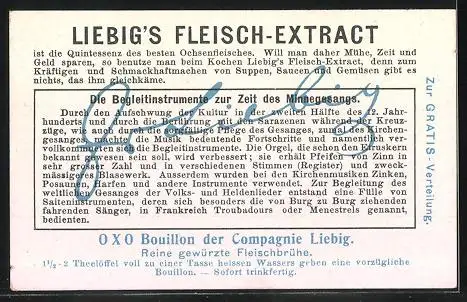 LIEBIG'S FLEISCH-EXTRACT
ist die Quintessenz des besten Ochsenfleisches. Will man daher Mühe, Zeit und
Geld sparen, so benutze man beim Kochen Liebig's Fleisch-Extract, denn zum
Kräftigen und Schmackhaftmachen von Suppen, Saucen und Gemüsen gibt es
nichts, das ihm gleichkäme.
Die Begleitinstrumente zur Zeit des Minnegesangs.
Durch den Aufschwung der Kultur in der zweiten Hälfte des 12. Jahr-
hunderts und durch die Berührung mit den Sarazenen während der Kreuz-
züge, wie auch durch die sorgfältige Pflege des Gesanges, und des Kirchen-
gesanges, machte die Musik bedeutende Fortschritte und namentlich ver-
vollkommneten sich die Begleitinstrumente. Die Orgel, die schon den Etruskern
bekannt gewesen sein soll, wird verbessert; sie erhält Pfeifen von Zinn in
sehr grosser Zahl und in verschiedenen Stimmen (Register) und zweck-
mässigere Blasewerke. Ausserdem wurden bei den Kirchenmusiken Zinken,
Posaunen, Harfen und andere Instrumente verwendet. Zur Begleitung des
weltlichen Gesanges der Volks- und Heldenlieder entstand eine Fülle von
Saiteninstrumenten, deren sich besonders die von Burg zu Burg ziehenden
fahrenden Sänger, in Frankreich Troubadours oder Menestrels genannt,
bedienten.
Zur GRATIS-Verteilung.
OXO Bouillon der Compagnie Liebig.
Reine gewürzte Fleischbrühe.
1½-2 Theelöffel voll zu einer Tasse heissen Wassers geben eine vorzügliche
Bouillon. — Sofort trinkfertig.